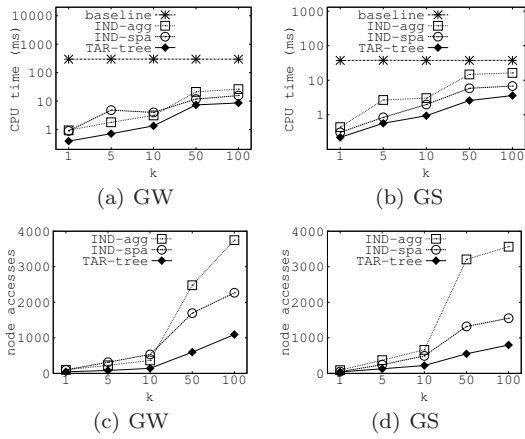 10000
1000
100
10
1
CPU time (ms)
baseline
IND-agg
IND-spa
TAR-tree
1 5 10 50 100
k
(a) GW
1000
100
10
1
CPU time (ms)
baseline
IND-agg
IND-spa
TAR-tree
1 5 10 50 100
k
(b) GS
4000
3000
2000
1000
0
node accesses
IND-agg
IND-spa
TAR-tree
1 5 10 50 100
k
(c) GW
4000
3000
2000
1000
0
node accesses
IND-agg
IND-spa
TAR-tree
1 5 10 50 100
k
(d) GS